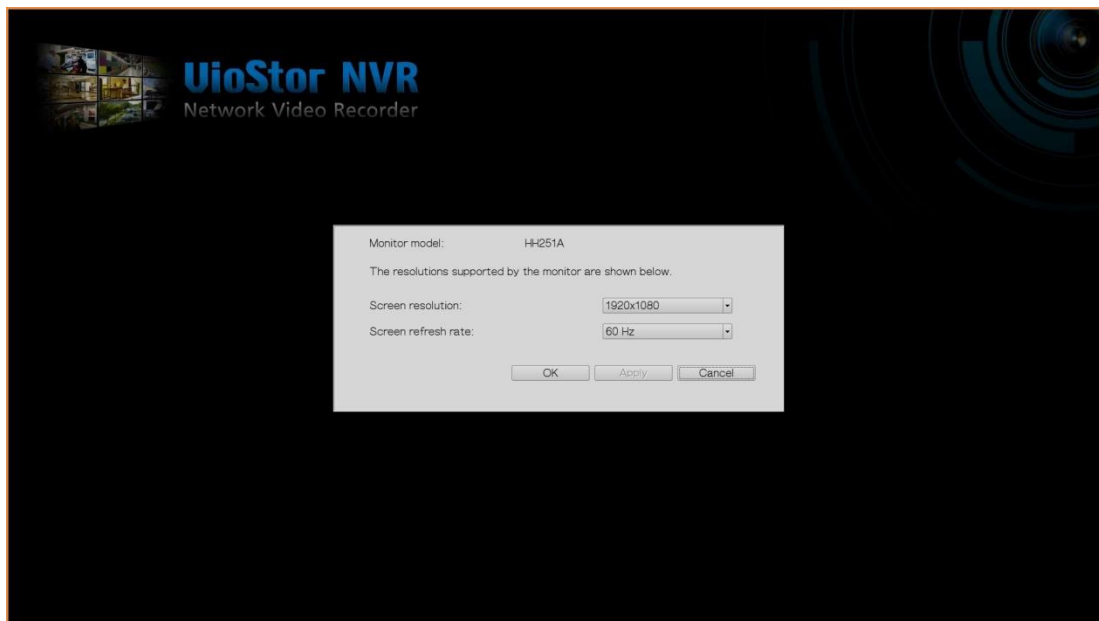 VioStor NVR
Network Video Recorder
Monitor model: HH251A
The resolutions supported by the monitor are shown below.
Screen resolution: 1920x1080
Screen refresh rate: 60 Hz
OK Apply Cancel